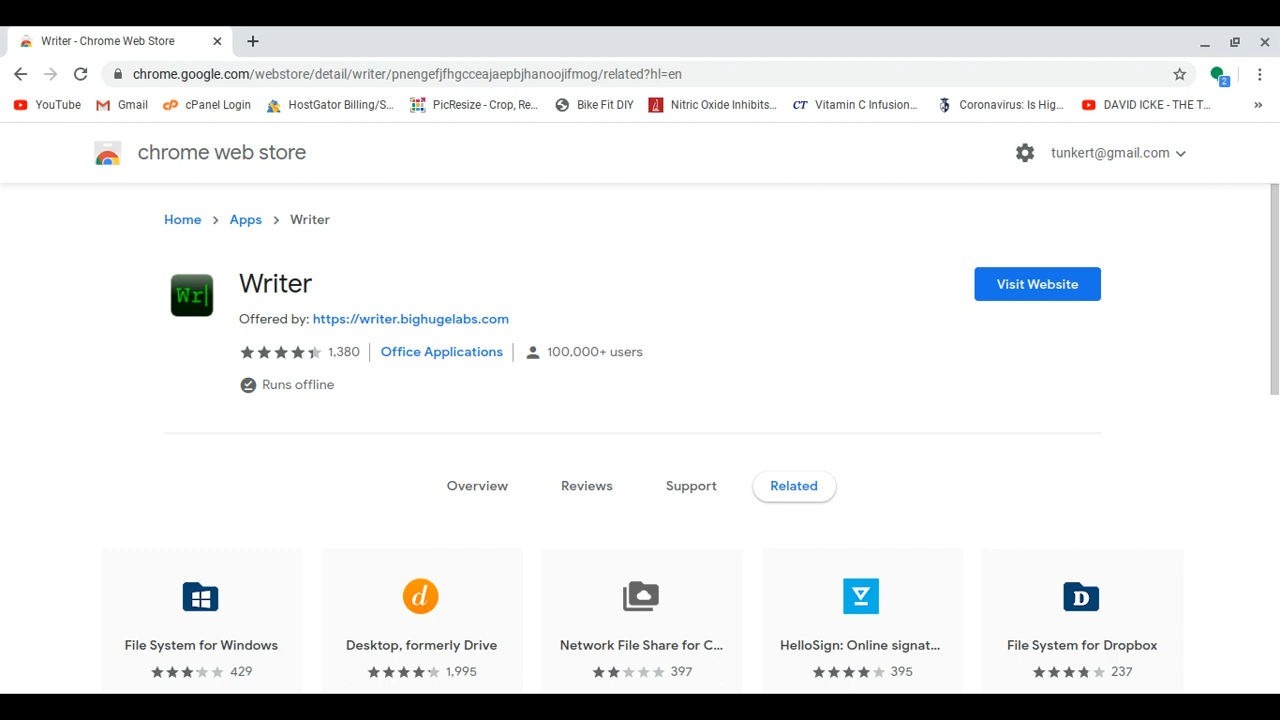 Writer - Chrome Web Store
chrome.google.com/webstore/detail/writer/pnengefjfhgcceajaepbjhanoojifmog/related?hl=en
2
YouTube Gmail cPanel Login HostGator Billing/S... PicResize - Crop, Re... Bike Fit DIY Nitric Oxide Inhibits... Vitamin C Infusion... Coronavirus: Is Hig... DAVID ICKE - THE T... »
chrome web store
tunkert@gmail.com
Home > Apps > Writer
Wr
Writer
Visit Website
Offered by: https://writer.bighugelabs.com
1,380 Office Applications 100,000+ users
Runs offline
Overview Reviews Support Related
d D
File System for Windows Desktop, formerly Drive Network File Share for C... HelloSign: Online signat... File System for Dropbox
429 1,995 397 395 237